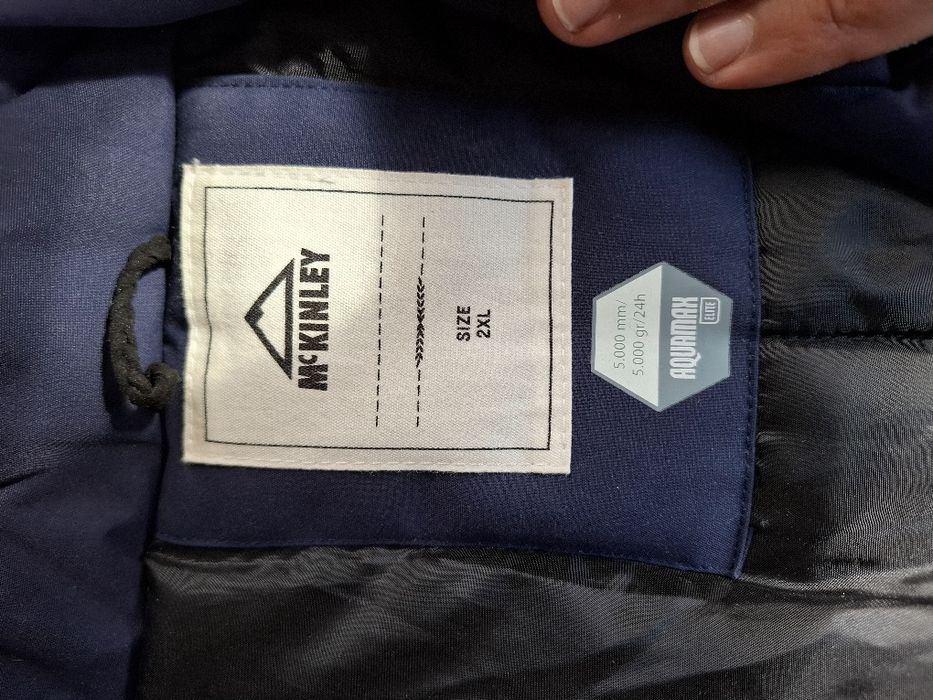 McKINLEY
SIZE
2XL
5.000 mm/
5.000 gr/24h
AQUAMAX
ELITE